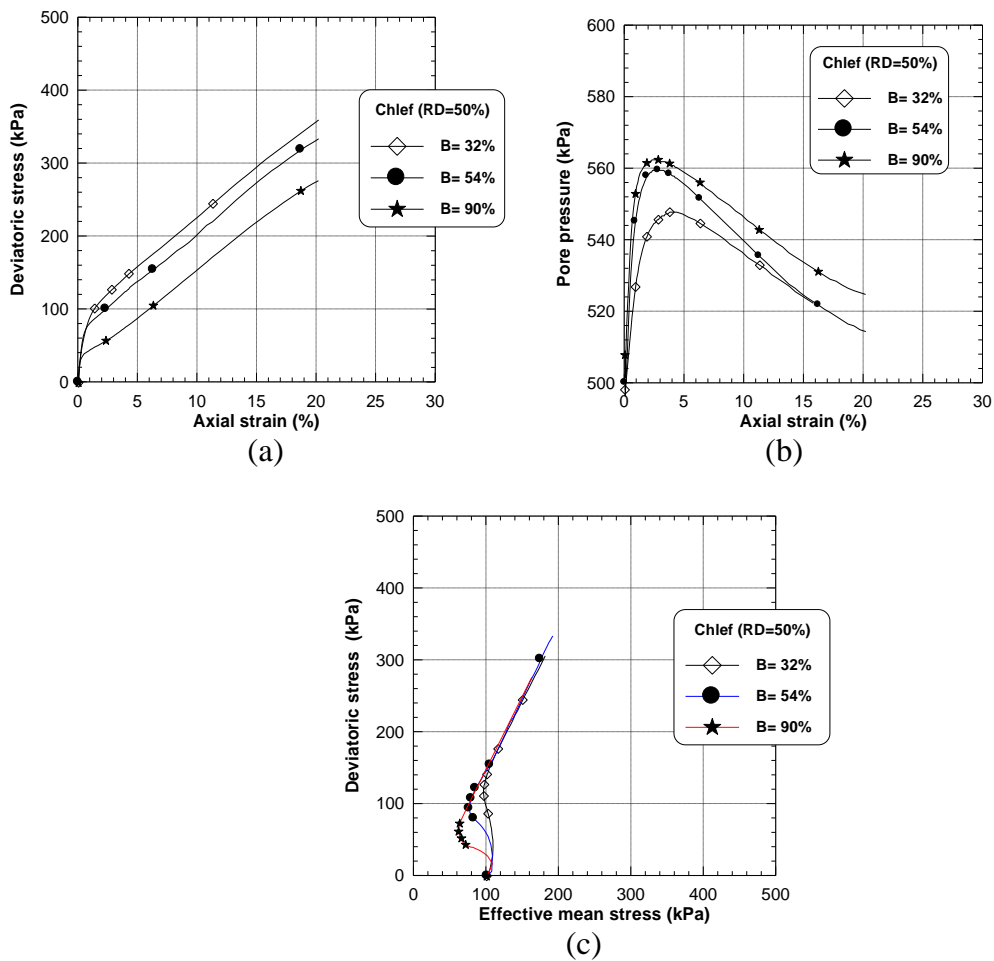 500
400
300
200
100
0
Deviatoric stress (kPa)
0 5 10 15 20 25 30
Axial strain (%)
Chlef (RD=50%)
B= 32%
B= 54%
B= 90%
(a)
600
580
560
540
520
500
Pore pressure (kPa)
0 5 10 15 20 25 30
Axial strain (%)
Chlef (RD=50%)
B= 32%
B= 54%
B= 90%
(b)
500
400
300
200
100
0
Deviatoric stress (kPa)
0 100 200 300 400 500
Effective mean stress (kPa)
Chlef (RD=50%)
B= 32%
B= 54%
B= 90%
(c)